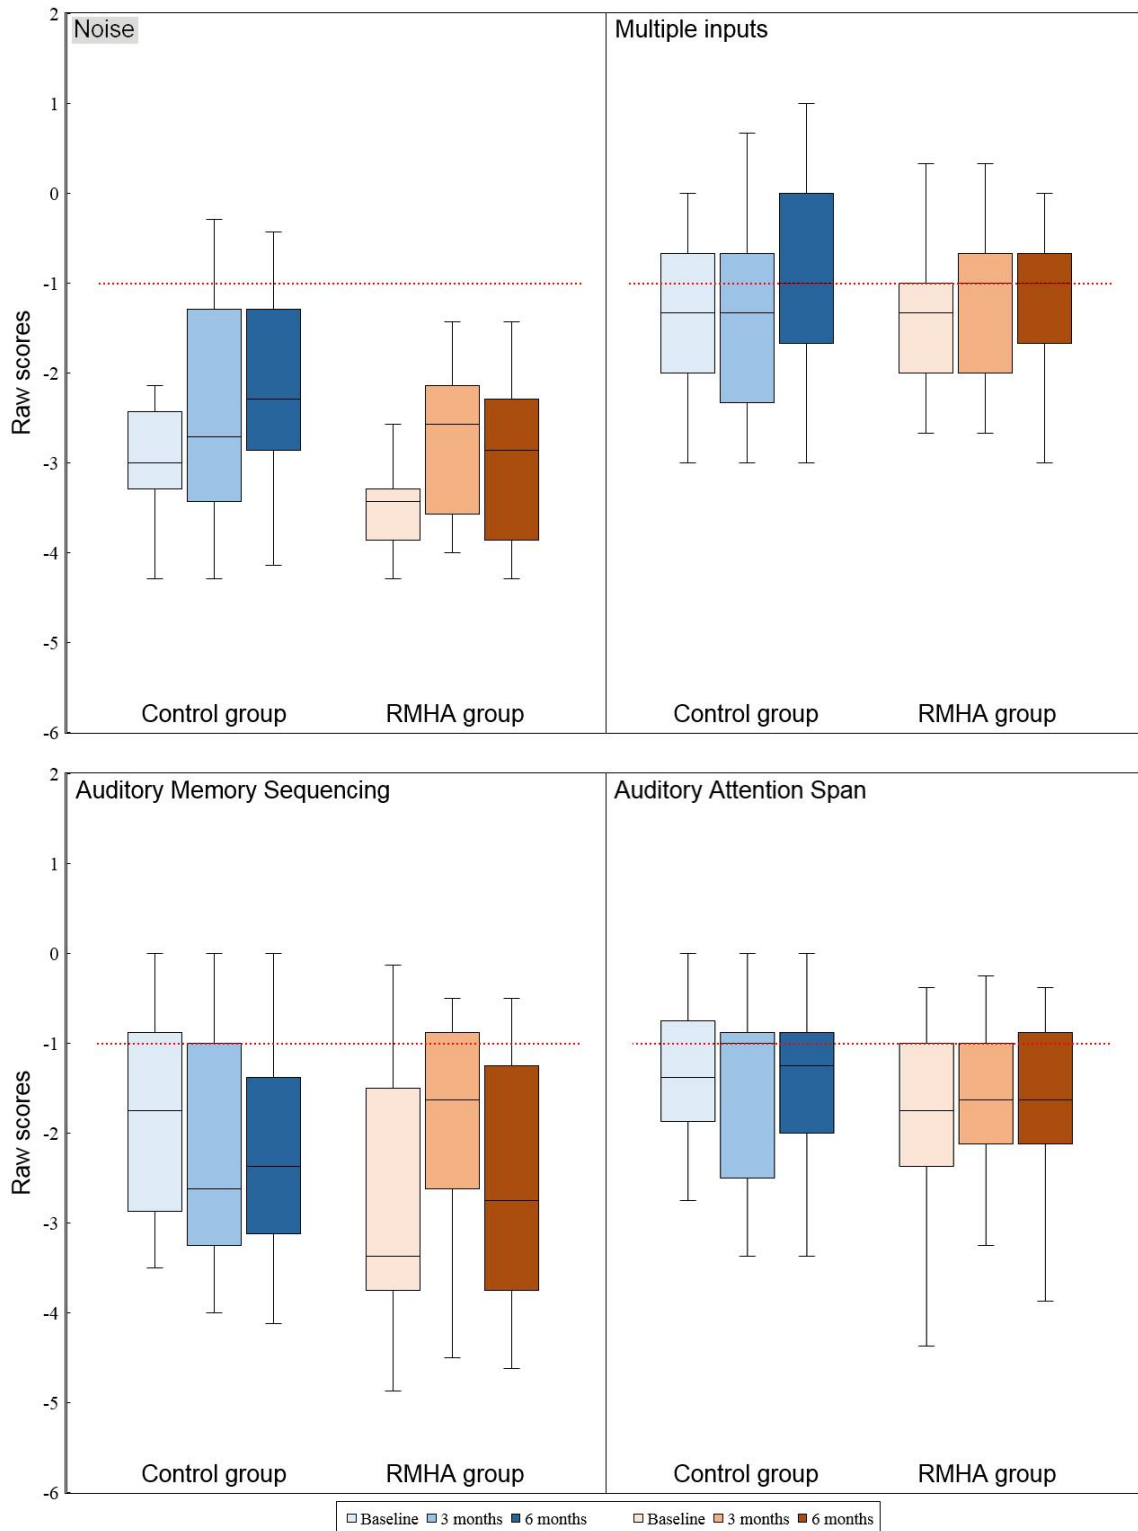 Noise
Multiple inputs
2
1
0
-1
-2
-3
-4
-5
-6
Raw scores
Control group
RMHA group
Control group
RMHA group
Auditory Memory Sequencing
Auditory Attention Span
2
1
0
-1
-2
-3
-4
-5
-6
Raw scores
Control group
RMHA group
Control group
RMHA group
Baseline 3 months 6 months Baseline 3 months 6 months